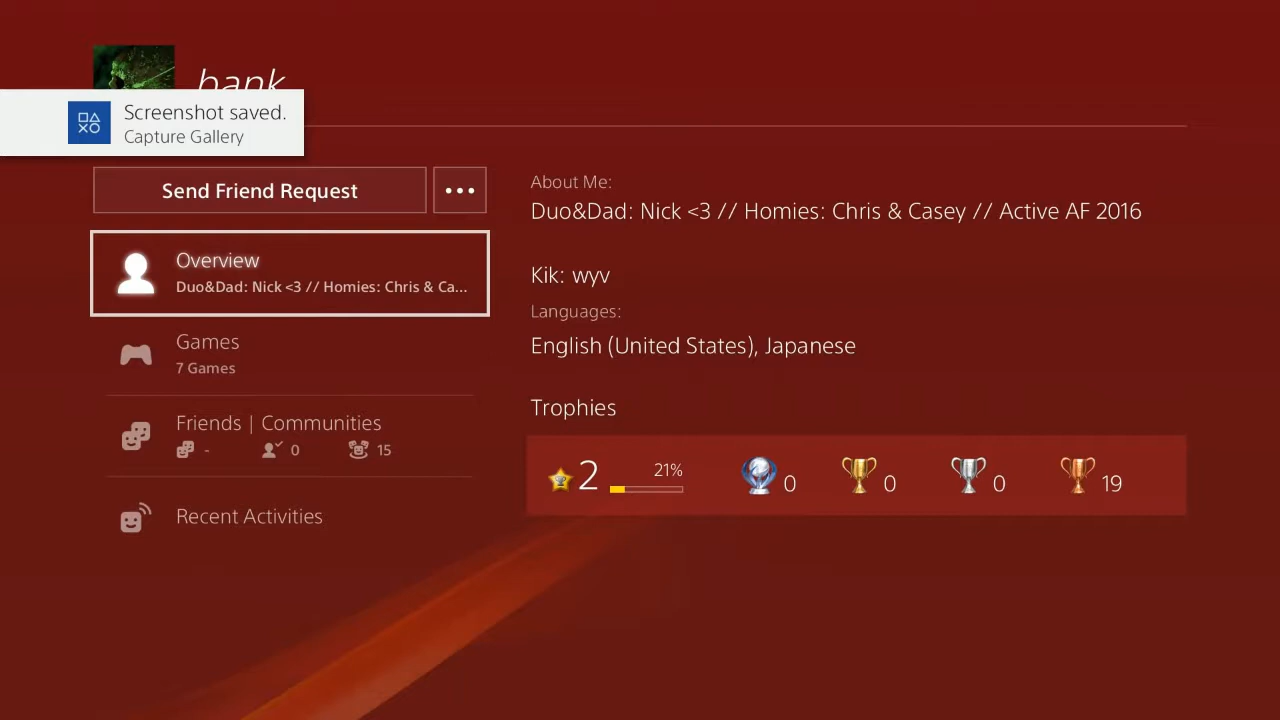 bank
Screenshot saved.
Capture Gallery
Send Friend Request
•••
About Me:
Duo&Dad: Nick <3 // Homies: Chris & Casey // Active AF 2016
Kik: wyv
Overview
Duo&Dad: Nick <3 // Homies: Chris & Ca...
Languages:
English (United States), Japanese
Games
7 Games
Friends | Communities
- 0 15
Recent Activities
Trophies
2 21% 0 0 0 19